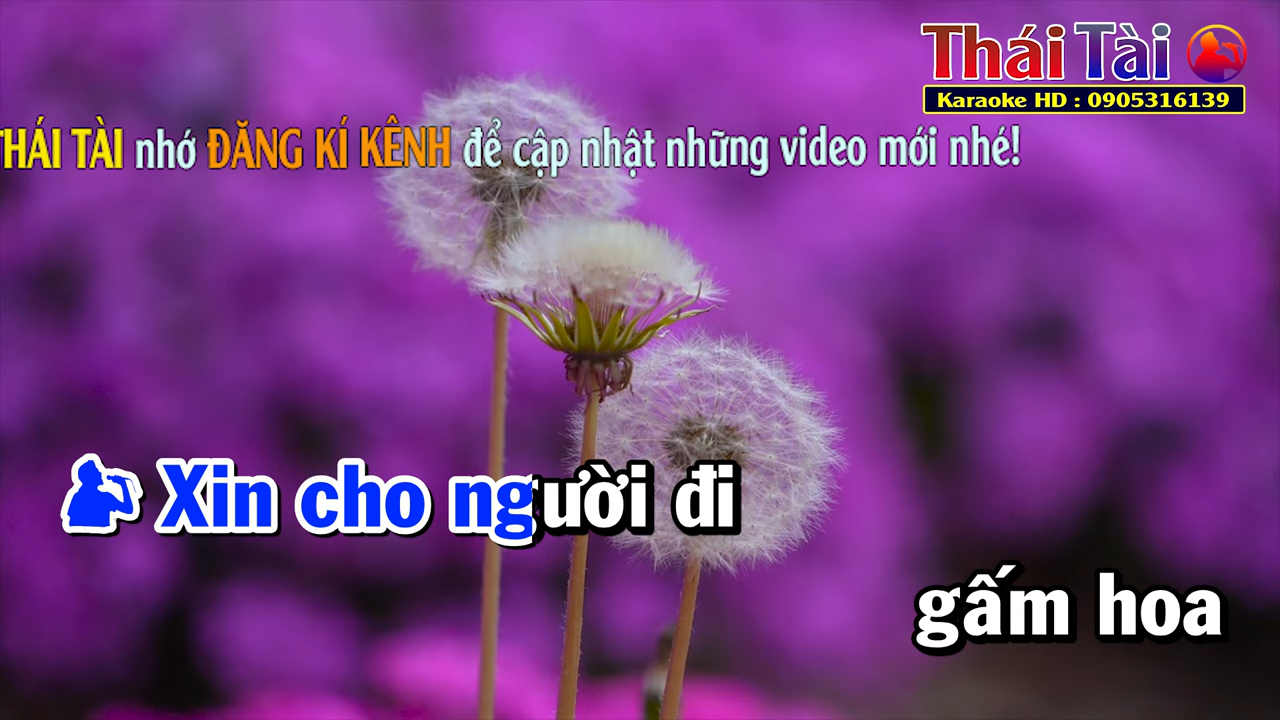 Thái Tài
Karaoke HD : 0905316139
THÁI TÀI nhớ ĐĂNG KÍ KÊNH để cập nhật những video mới nhé!
Xin cho người đi
gấm hoa